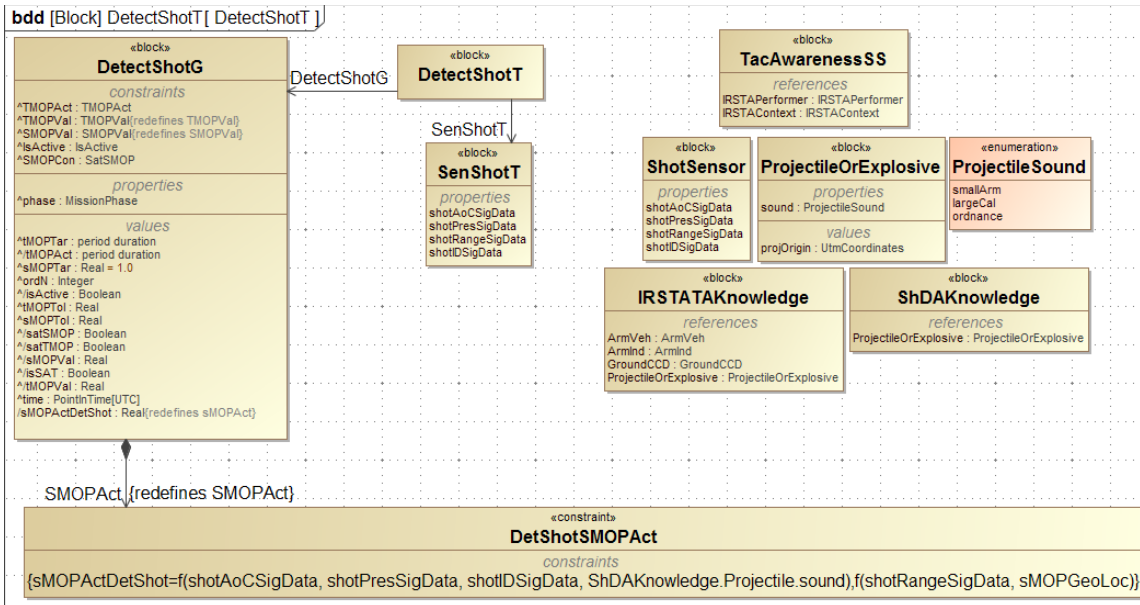 bdd [Block] DetectShotT[ DetectShotT ]
«block»
DetectShotG
constraints
^TMOPAct : TMOPAct
^TMOPVal : TMOPVal{redefines TMOPVal}
^SMOPVal : SMOPVal{redefines SMOPVal}
^IsActive : IsActive
^SMOPCon : SatSMOP
properties
^phase : MissionPhase
values
^tMOPTar : period duration
^/tMOPAct : period duration
^sMOPTar : Real = 1.0
^ordN : Integer
^/isActive : Boolean
^tMOPTol : Real
^sMOPTol : Real
^/satSMOP : Boolean
^/satTMOP : Boolean
^/sMOPVal : Real
^/isSAT : Boolean
^/tMOPVal : Real
^time : PointInTime[UTC]
/sMOPActDetShot : Real{redefines sMOPAct}
DetectShotG
«block»
DetectShotT
SenShotT
«block»
SenShotT
properties
shotAoCSigData
shotPresSigData
shotRangeSigData
shotIDSigData
«block»
TacAwarenessSS
references
IRSTAPerformer : IRSTAPerformer
IRSTAContext : IRSTAContext
«block»
ShotSensor
properties
shotAoCSigData
shotPresSigData
shotRangeSigData
shotIDSigData
«block»
ProjectileOrExplosive
properties
sound : ProjectileSound
values
projOrigin : UtmCoordinates
«enumeration»
ProjectileSound
smallArm
largeCal
ordnance
«block»
IRSTATAKnowledge
references
ArmVeh : ArmVeh
ArmInd : ArmInd
GroundCCD : GroundCCD
ProjectileOrExplosive : ProjectileOrExplosive
«block»
ShDAKnowledge
references
ProjectileOrExplosive : ProjectileOrExplosive
SMOPAct {redefines SMOPAct}
«constraint»
DetShotSMOPAct
constraints
{sMOPActDetShot=f(shotAoCSigData, shotPresSigData, shotIDSigData, ShDAKnowledge.Projectile.sound),f(shotRangeSigData, sMOPGeoLoc)}